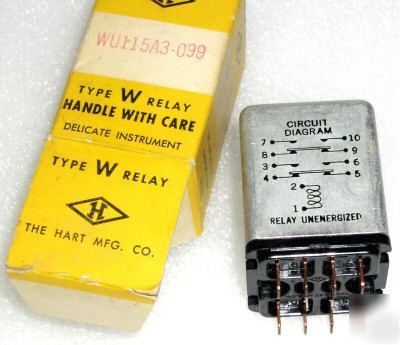 WU115A3-099
TYPE W RELAY
HANDLE WITH CARE
DELICATE INSTRUMENT
TYPE W RELAY
H
THE HART MFG. CO.
CIRCUIT
DIAGRAM
7 10
8 9
3 6
4 5
2
1
RELAY UNENERGIZED